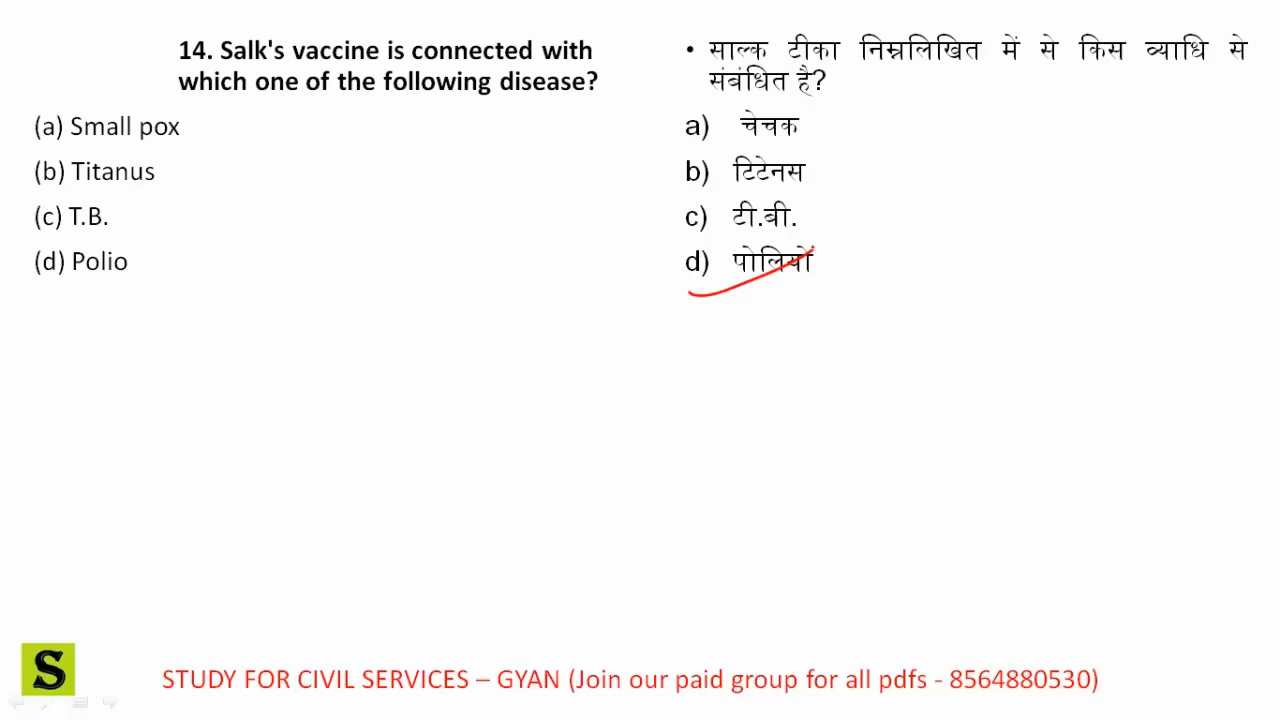 14. Salk's vaccine is connected with
which one of the following disease?
(a) Small pox
(b) Titanus
(c) T.B.
(d) Polio
• साल्क टीका निम्नलिखित में से किस व्याधि से
संबंधित है?
a) चेचक
b) टिटेनस
c) टी.बी.
d) पोलियों
S
STUDY FOR CIVIL SERVICES – GYAN (Join our paid group for all pdfs - 8564880530)